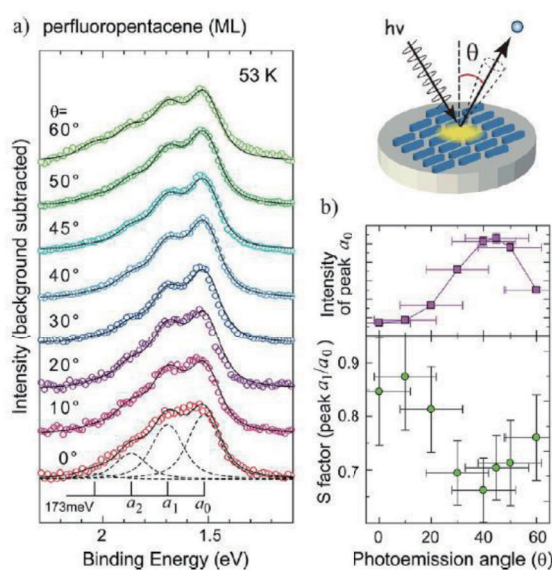 a) perfluoropentacene (ML)
53 K
θ=
60°
50°
45°
40°
30°
20°
10°
0°
173meV
a2
a1
a0
2
1.5
Binding Energy (eV)
Intensity (background subtracted)
hν
θ
b)
Intensity
of peak a0
0.9
0.8
0.7
S factor (peak a1/a0)
0
20
40
60
Photoemission angle (θ)